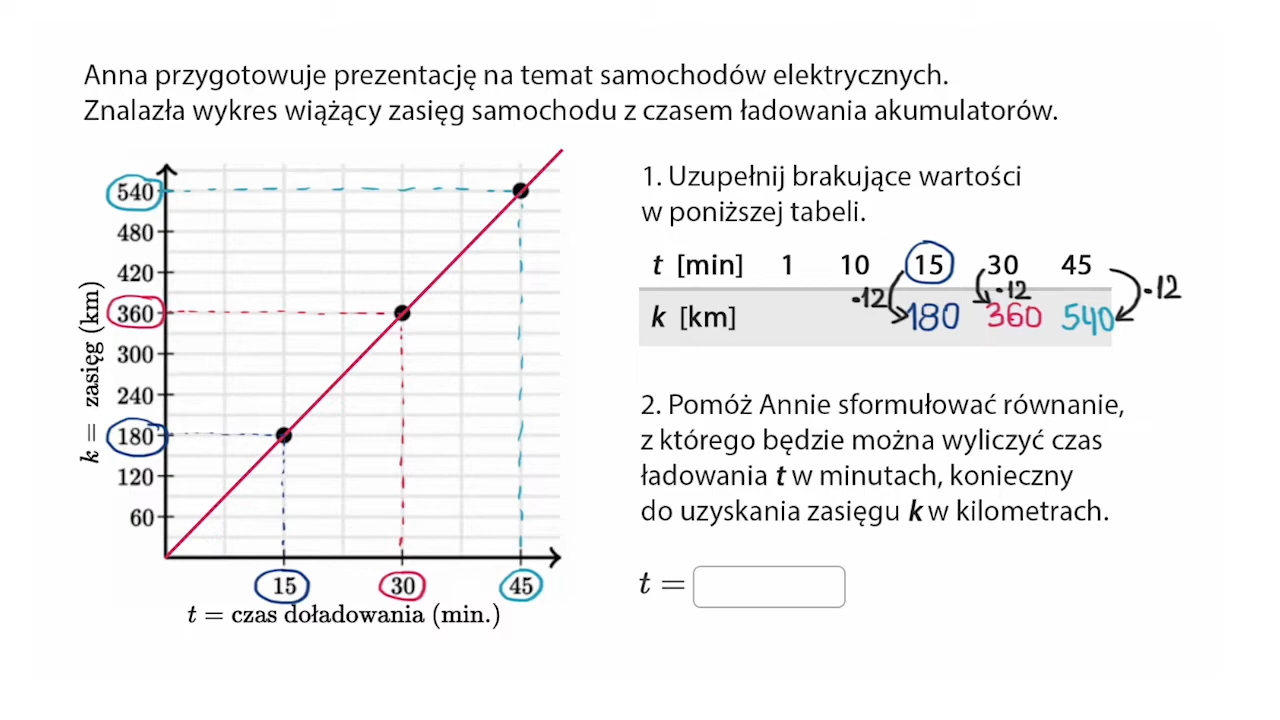 Anna przygotowuje prezentację na temat samochodów elektrycznych.
Znalazła wykres wiążący zasięg samochodu z czasem ładowania akumulatorów.
540
480
420
360
300
240
180
120
60
k = zasięg (km)
15 30 45
t = czas doładowania (min.)
1. Uzupełnij brakujące wartości
w poniższej tabeli.
t [min] 1 10 15 30 45
·12 ·12 ·12
k [km] 180 360 540
2. Pomóż Annie sformułować równanie,
z którego będzie można wyliczyć czas
ładowania t w minutach, konieczny
do uzyskania zasięgu k w kilometrach.
t =